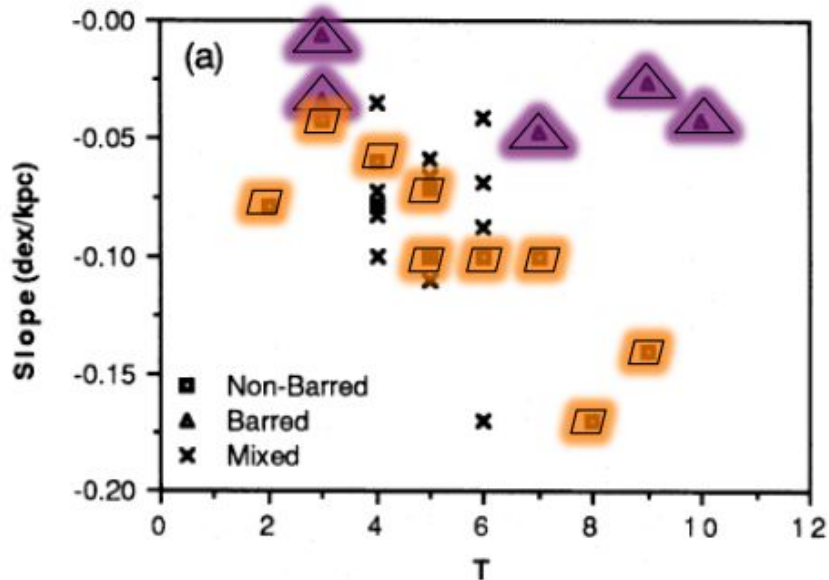 -0.00
(a)
-0.05
-0.10
-0.15
-0.20
Slope (dex/kpc)
Non-Barred
Barred
Mixed
0 2 4 6 8 10 12
T